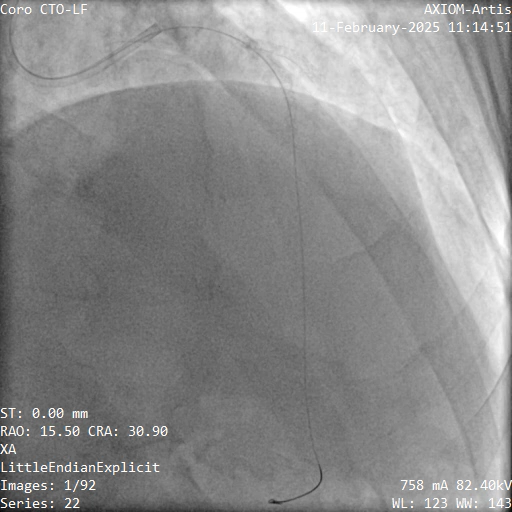 Coro CTO-LF
AXIOM-Artis
11-February-2025 11:14:51
ST: 0.00 mm
RAO: 15.50 CRA: 30.90
XA
LittleEndianExplicit
Images: 1/92
Series: 22
758 mA 82.40kV
WL: 123 WW: 143